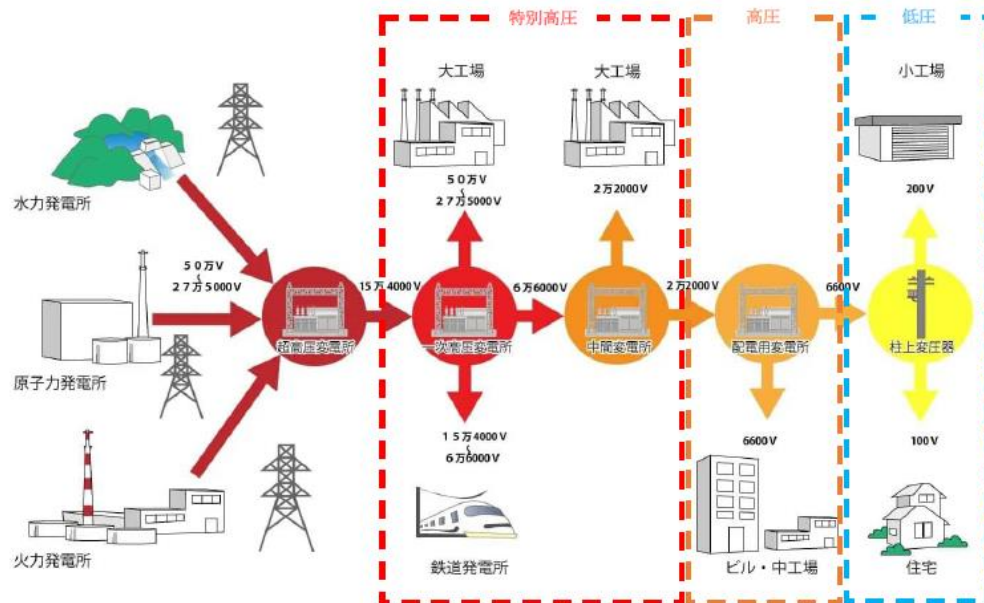 特別高圧
高圧
低圧
大工場
大工場
小工場
水力発電所
50万V
~
27万5000V
2万2000V
200V
50万V
~
27万5000V
15万4000V
6万6000V
2万2000V
6600V
超高圧変電所
一次高圧変電所
中間変電所
配電用変電所
柱上変圧器
原子力発電所
15万4000V
~
6万6000V
6600V
100V
火力発電所
鉄道発電所
ビル・中工場
住宅